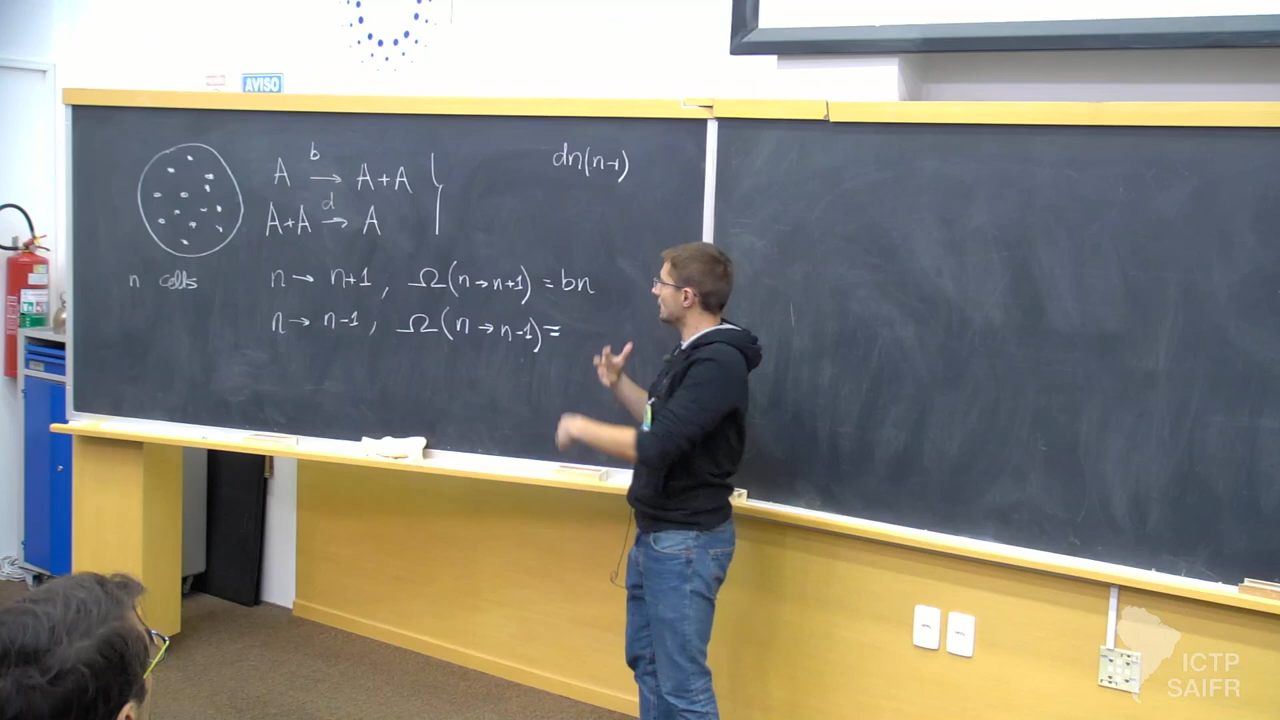 AVISO
A —b→ A+A
A+A —d→ A
dn(n-1)
n cells
n → n+1 , Ω(n→n+1) = bn
n → n-1 , Ω(n→n-1) =
ICTP
SAIFR